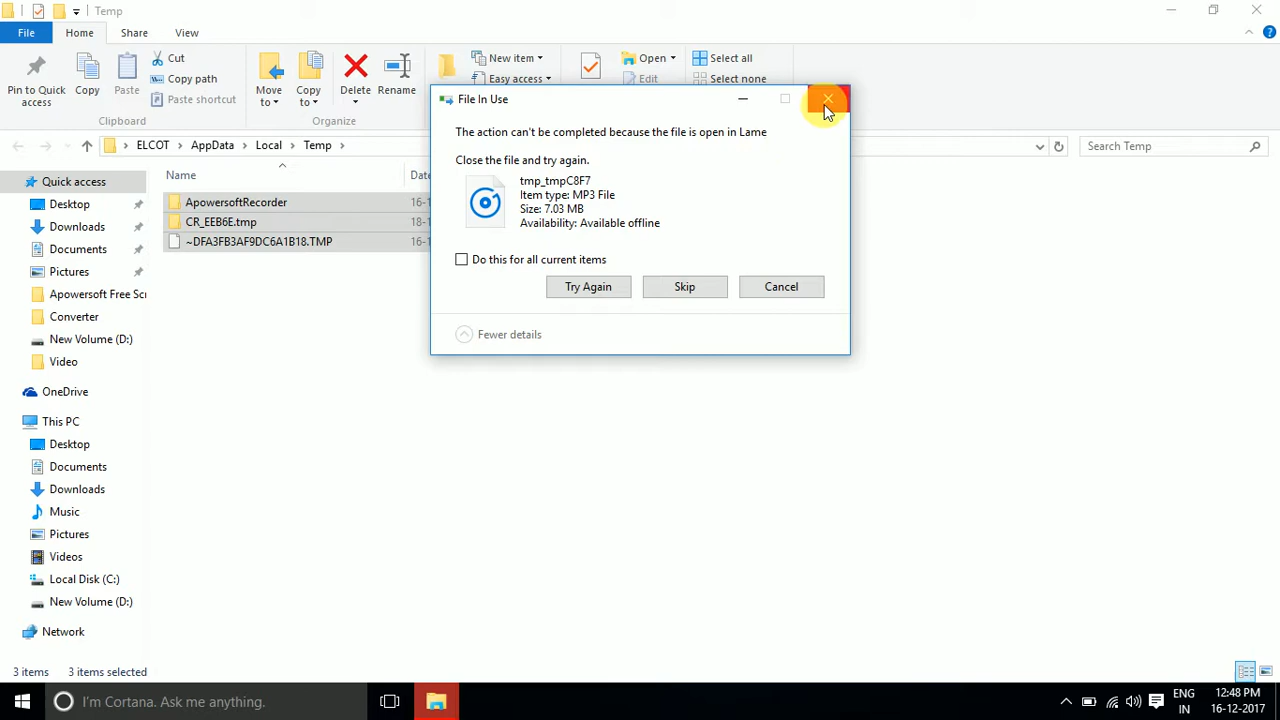 Temp
File Home Share View
Pin to Quick access
Copy
Paste
Cut
Copy path
Paste shortcut
Clipboard
Move to
Copy to
Delete
Rename
Organize
New item
Easy access
Open
Edit
Select all
Select none
ELCOT AppData Local Temp
Search Temp
Quick access
Desktop
Downloads
Documents
Pictures
Apowersoft Free Scr
Converter
New Volume (D:)
Video
OneDrive
This PC
Desktop
Documents
Downloads
Music
Pictures
Videos
Local Disk (C:)
New Volume (D:)
Network
Name
ApowersoftRecorder 16-1
CR_EEB6E.tmp 18-1
~DFA3FB3AF9DC6A1B18.TMP 16-1
File In Use
The action can't be completed because the file is open in Lame
Close the file and try again.
tmp_tmpC8F7
Item type: MP3 File
Size: 7.03 MB
Availability: Available offline
Do this for all current items
Try Again Skip Cancel
Fewer details
3 items 3 items selected
I'm Cortana. Ask me anything.
ENG
IN
12:48 PM
16-12-2017